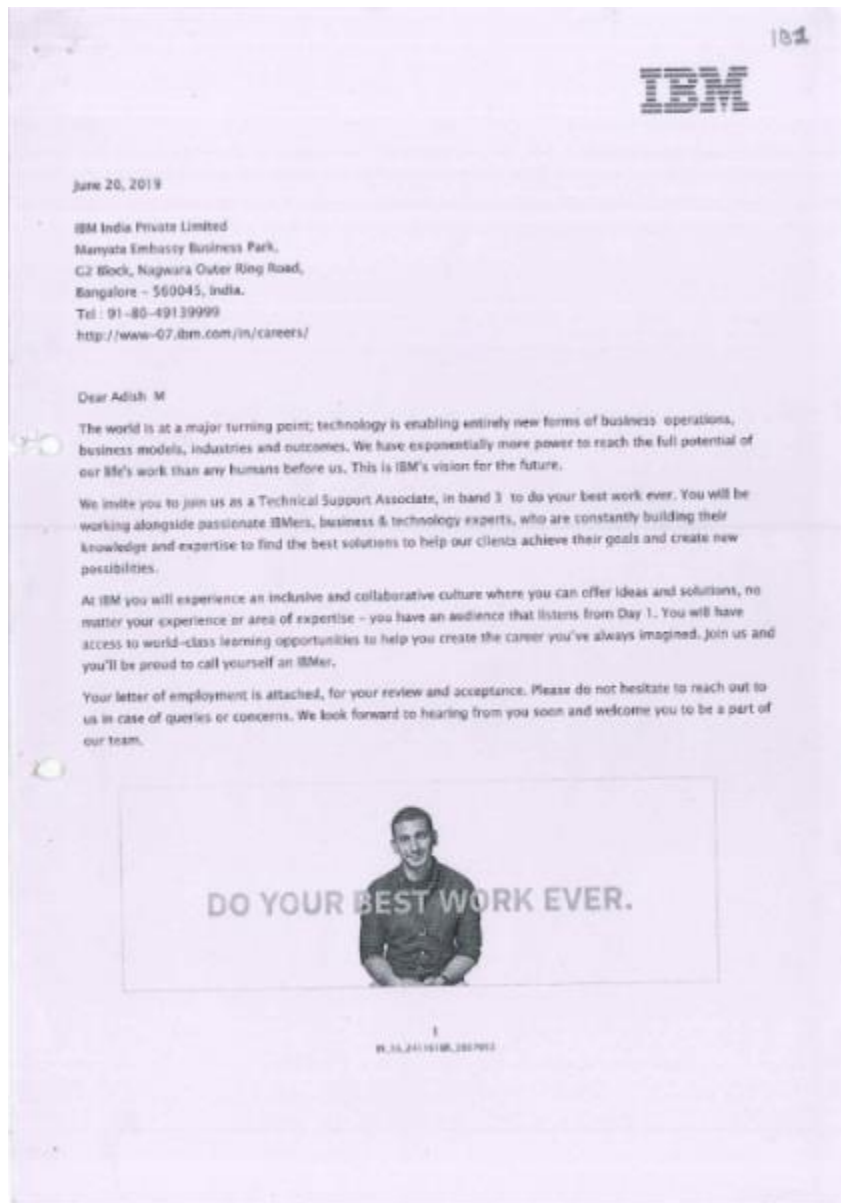 181
IBM
June 20, 2019
IBM India Private Limited
Manyata Embassy Business Park,
G2 Block, Nagwara Outer Ring Road,
Bangalore – 560045, India.
Tel : 91-80-49139999
http://www-07.ibm.com/in/careers/
Dear Adish M
The world is at a major turning point; technology is enabling entirely new forms of business operations,
business models, industries and outcomes. We have exponentially more power to reach the full potential of
our life's work than any humans before us. This is IBM's vision for the future.
We invite you to join us as a Technical Support Associate, in band 3 to do your best work ever. You will be
working alongside passionate IBMers, business & technology experts, who are constantly building their
knowledge and expertise to find the best solutions to help our clients achieve their goals and create new
possibilities.
At IBM you will experience an inclusive and collaborative culture where you can offer ideas and solutions, no
matter your experience or area of expertise – you have an audience that listens from Day 1. You will have
access to world-class learning opportunities to help you create the career you've always imagined. Join us and
you'll be proud to call yourself an IBMer.
Your letter of employment is attached, for your review and acceptance. Please do not hesitate to reach out to
us in case of queries or concerns. We look forward to hearing from you soon and welcome you to be a part of
our team.
DO YOUR BEST WORK EVER.
1